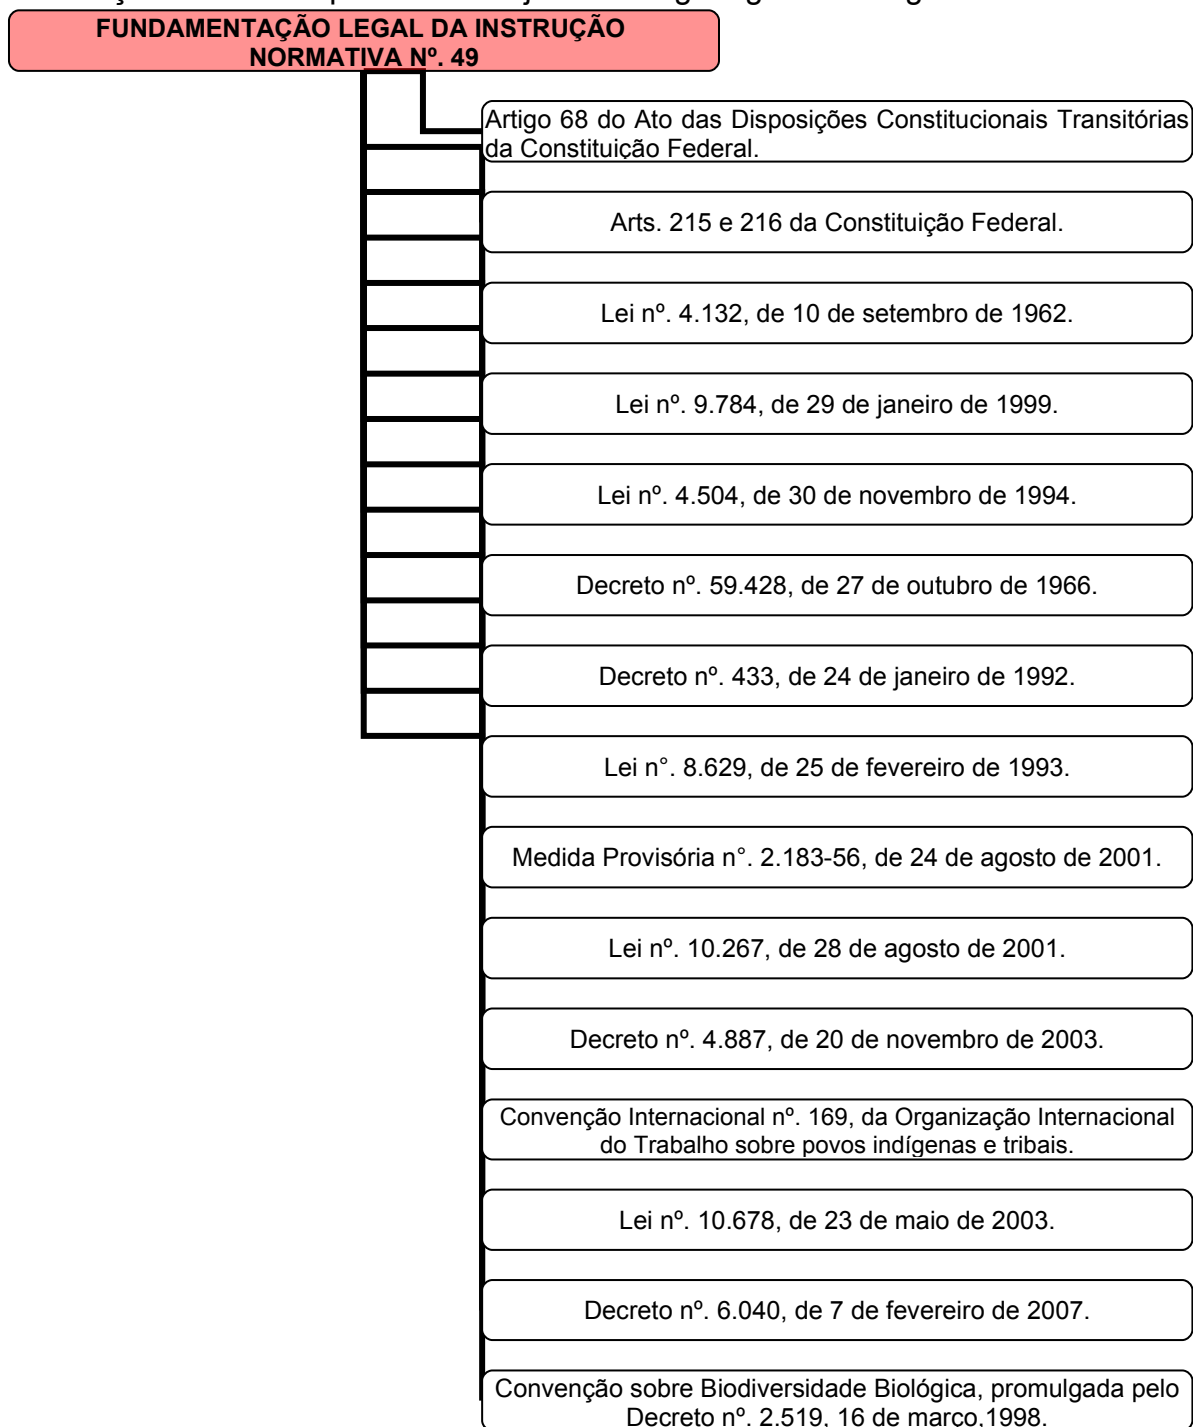 FUNDAMENTAÇÃO LEGAL DA INSTRUÇÃO
NORMATIVA Nº. 49
Artigo 68 do Ato das Disposições Constitucionais Transitórias
da Constituição Federal.
Arts. 215 e 216 da Constituição Federal.
Lei nº. 4.132, de 10 de setembro de 1962.
Lei nº. 9.784, de 29 de janeiro de 1999.
Lei nº. 4.504, de 30 de novembro de 1994.
Decreto nº. 59.428, de 27 de outubro de 1966.
Decreto nº. 433, de 24 de janeiro de 1992.
Lei n°. 8.629, de 25 de fevereiro de 1993.
Medida Provisória n°. 2.183-56, de 24 de agosto de 2001.
Lei nº. 10.267, de 28 de agosto de 2001.
Decreto nº. 4.887, de 20 de novembro de 2003.
Convenção Internacional nº. 169, da Organização Internacional
do Trabalho sobre povos indígenas e tribais.
Lei nº. 10.678, de 23 de maio de 2003.
Decreto nº. 6.040, de 7 de fevereiro de 2007.
Convenção sobre Biodiversidade Biológica, promulgada pelo
Decreto nº. 2.519, 16 de março,1998.